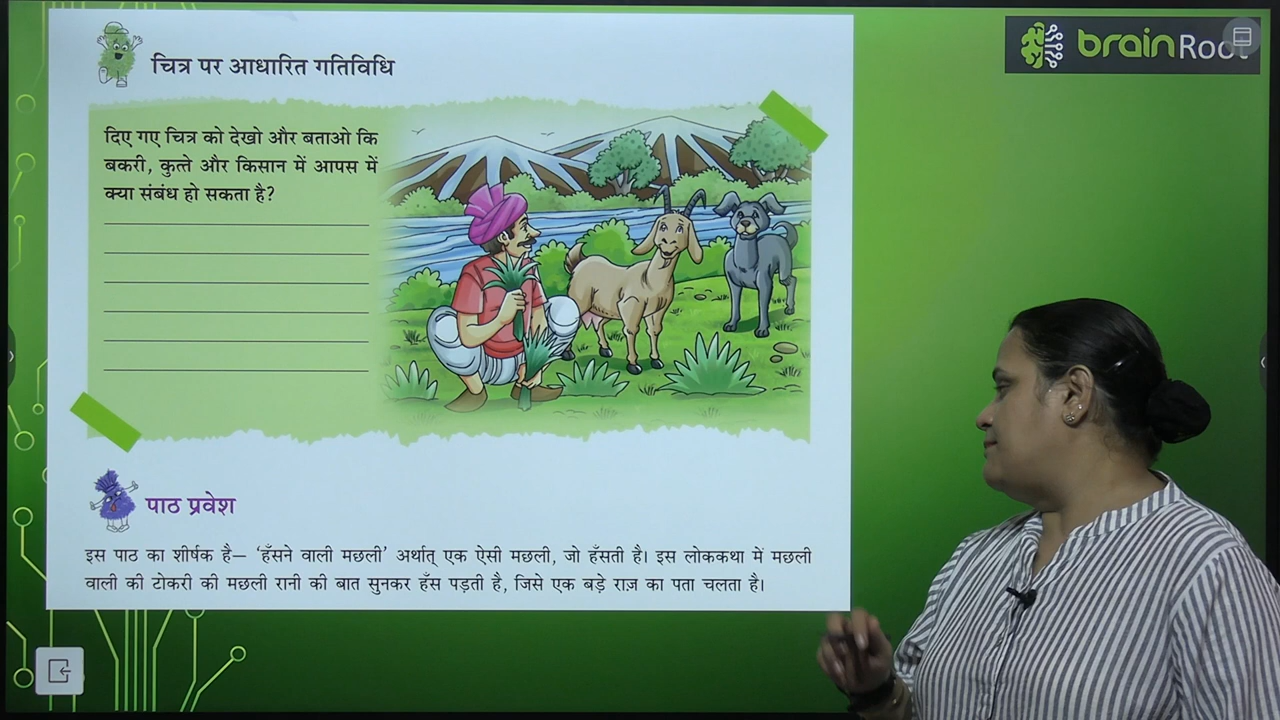 चित्र पर आधारित गतिविधि
brainRoot
दिए गए चित्र को देखो और बताओ कि
बकरी, कुत्ते और किसान में आपस में
क्या संबंध हो सकता है?
पाठ प्रवेश
इस पाठ का शीर्षक है— ‘हँसने वाली मछली’ अर्थात् एक ऐसी मछली, जो हँसती है। इस लोककथा में मछली
वाली की टोकरी की मछली रानी की बात सुनकर हँस पड़ती है, जिसे एक बड़े राज़ का पता चलता है।